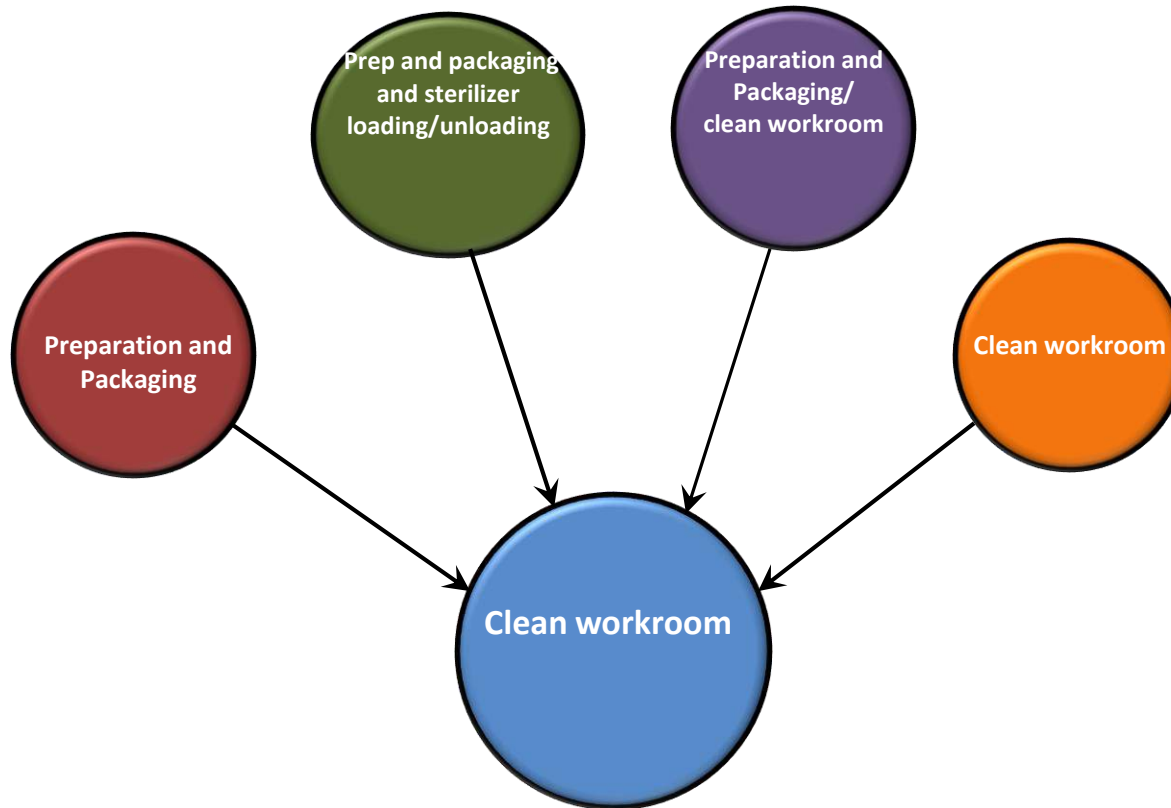 Prep and packaging
and sterilizer
loading/unloading
Preparation and
Packaging/
clean workroom
Preparation and
Packaging
Clean workroom
Clean workroom